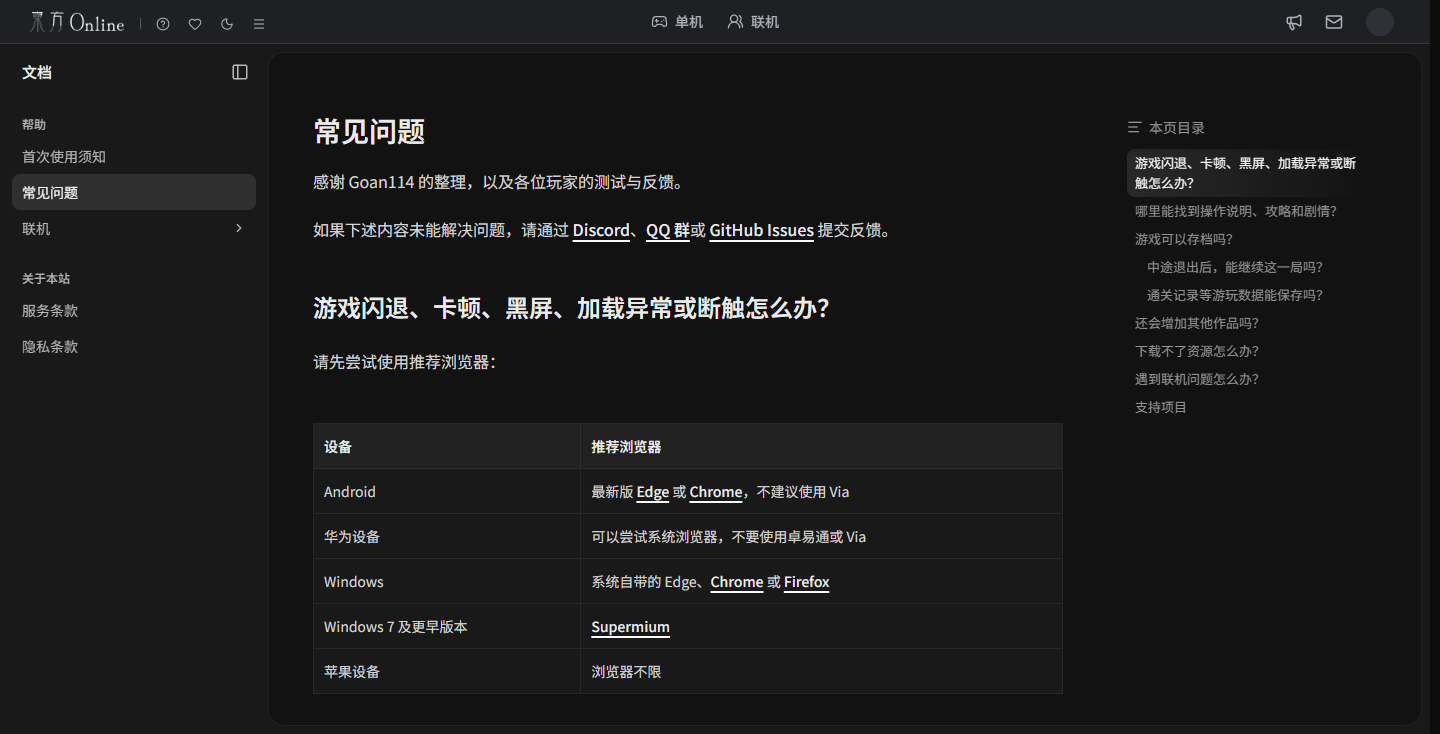 東方Online
单机
联机
文档
帮助
首次使用须知
常见问题
联机
关于本站
服务条款
隐私条款
常见问题
感谢 Goan114 的整理，以及各位玩家的测试与反馈。
如果下述内容未能解决问题，请通过 Discord、QQ 群或 GitHub Issues 提交反馈。
游戏闪退、卡顿、黑屏、加载异常或断触怎么办？
请先尝试使用推荐浏览器：
设备 推荐浏览器
Android 最新版 Edge 或 Chrome，不建议使用 Via
华为设备 可以尝试系统浏览器，不要使用卓易通或 Via
Windows 系统自带的 Edge、Chrome 或 Firefox
Windows 7 及更早版本 Supermium
苹果设备 浏览器不限
本页目录
游戏闪退、卡顿、黑屏、加载异常或断
触怎么办？
哪里能找到操作说明、攻略和剧情？
游戏可以存档吗？
中途退出后，能继续这一局吗？
通关记录等游玩数据能保存吗？
还会增加其他作品吗？
下载不了资源怎么办？
遇到联机问题怎么办？
支持项目